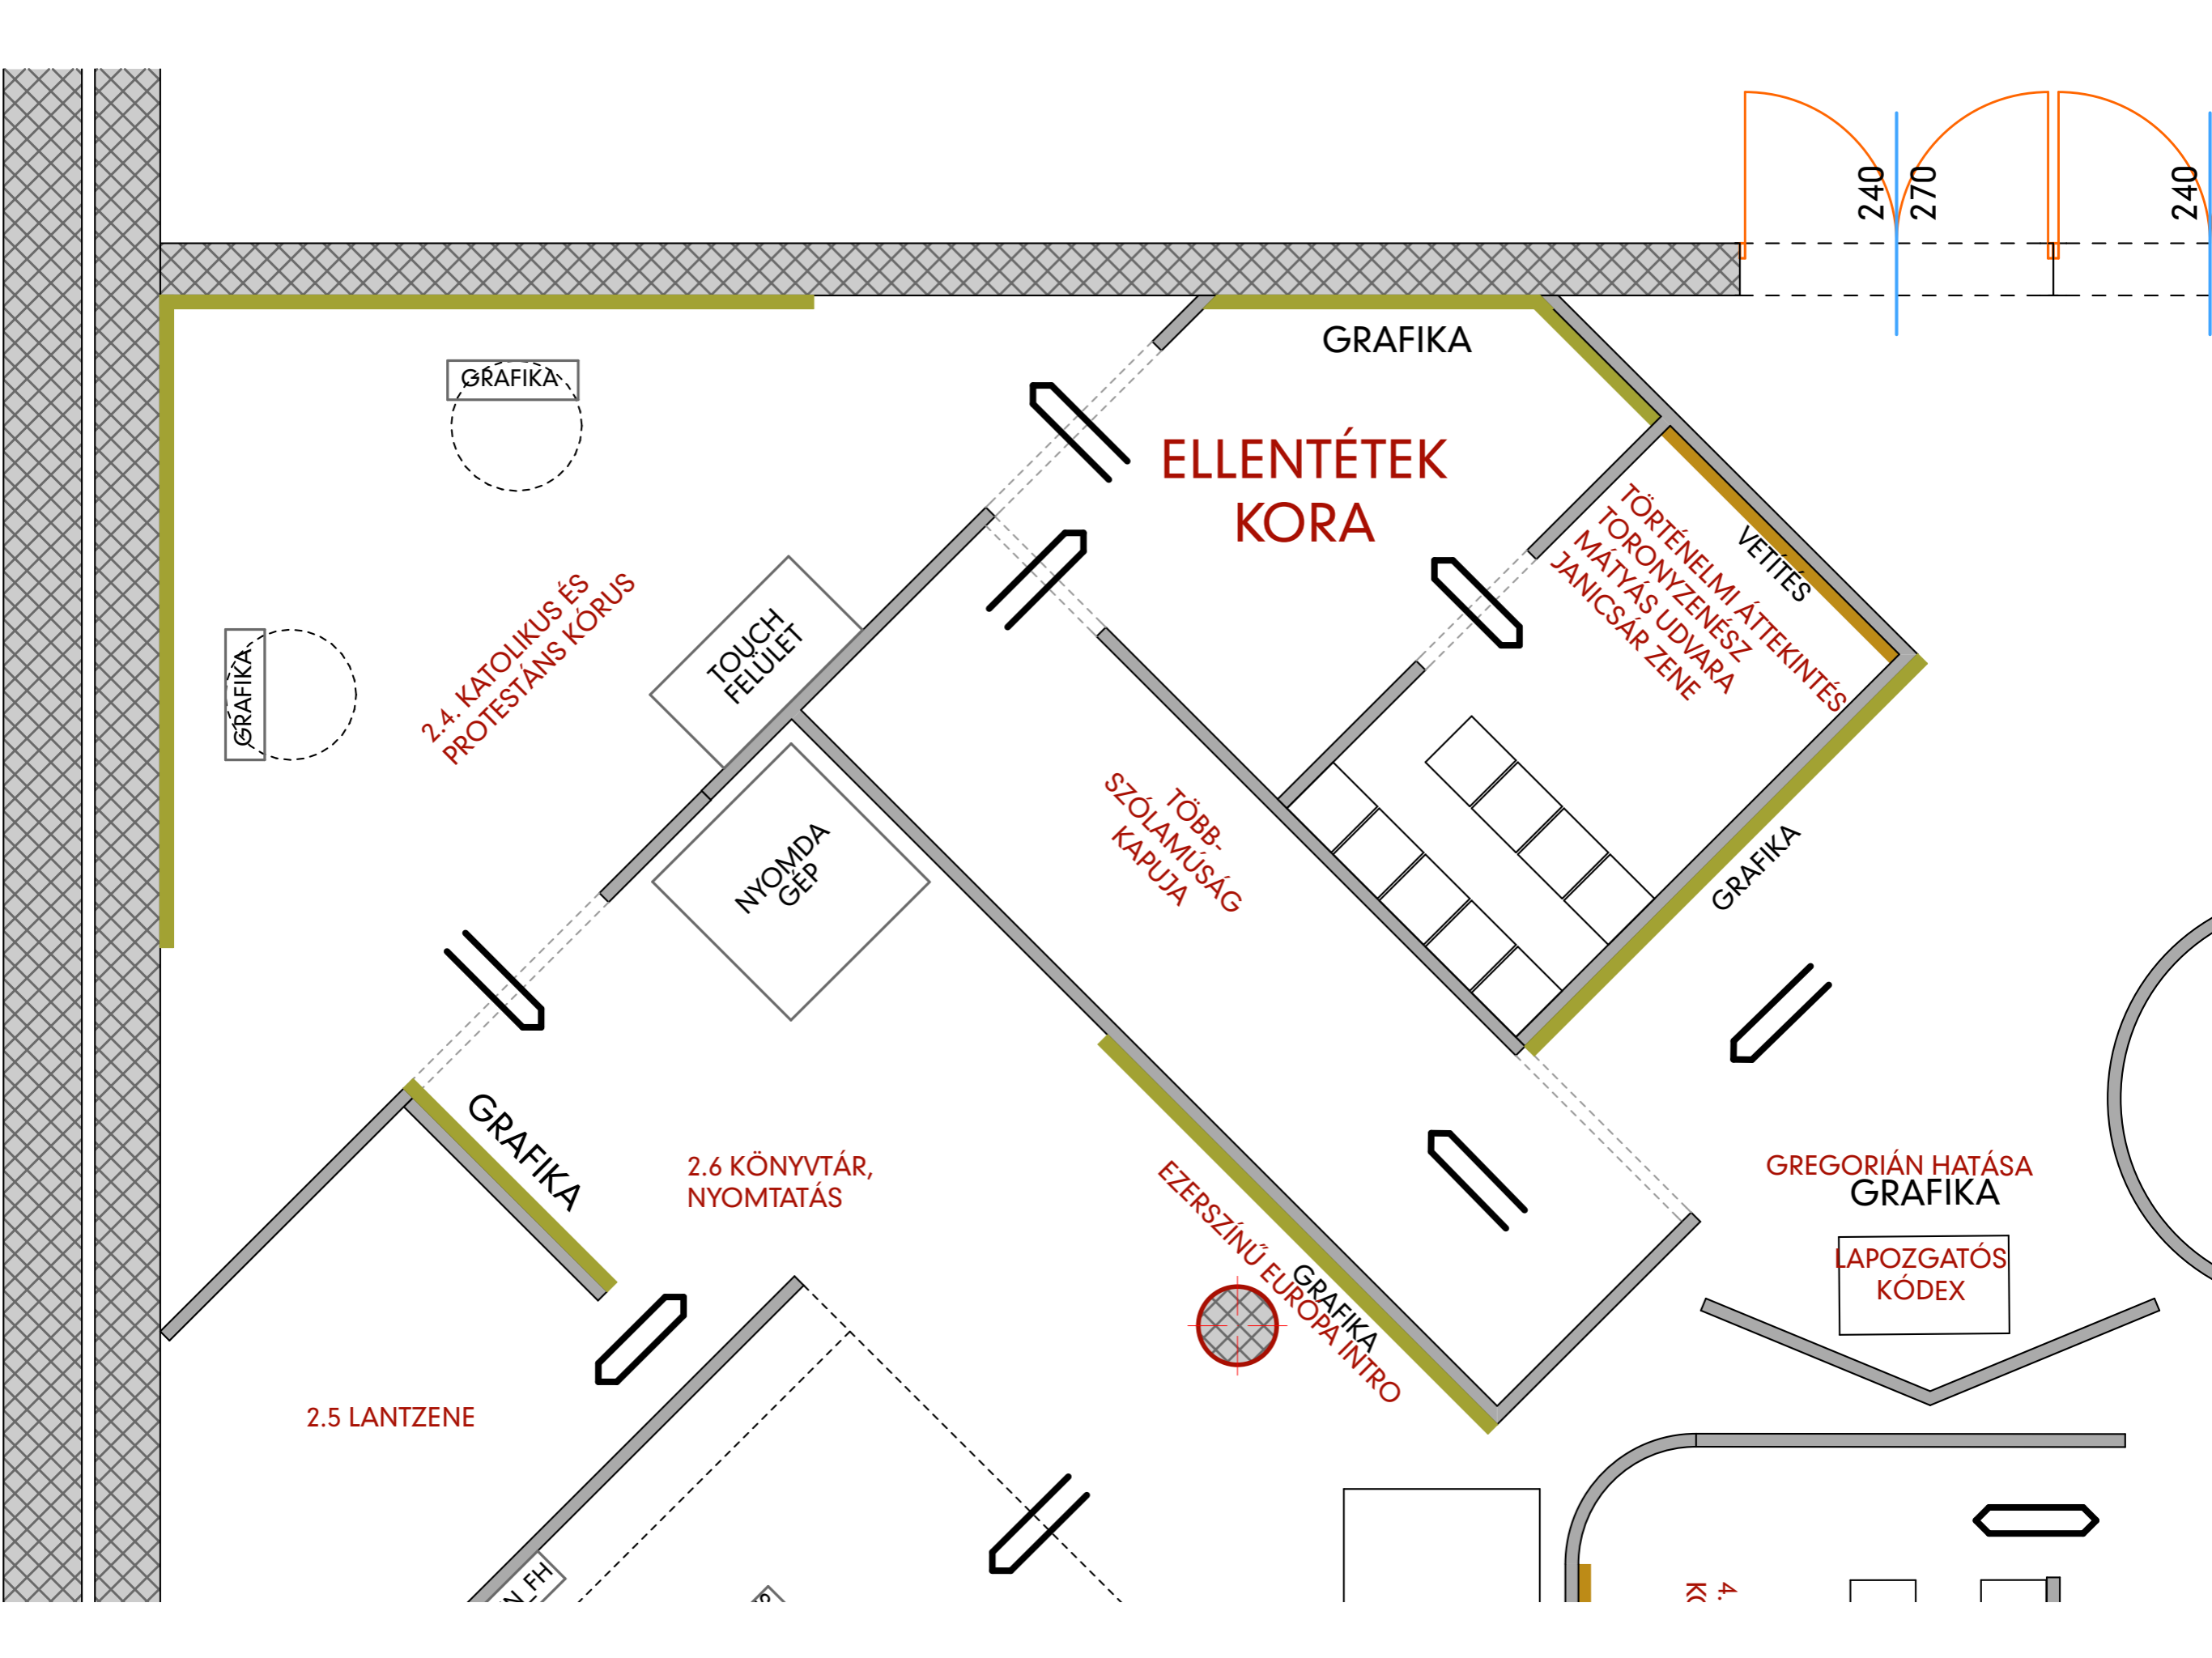 240
270
240
GRAFIKA
GRAFIKA
ELLENTÉTEK
KORA
TÖRTÉNELMI ÁTTEKINTÉS
TORONYZENÉSZ
MÁTYÁS UDVARA
JANICSÁR ZENE
VETÍTÉS
GRAFIKA
2.4. KATOLIKUS ÉS
PROTESTÁNS KÓRUS
TOUCH
FELÜLET
NYOMDA
GÉP
TÖBB-
SZÓLAMÚSÁG
KAPUJA
GRAFIKA
GRAFIKA
2.6 KÖNYVTÁR,
NYOMTATÁS
EZERSZÍNŰ EURÓPA INTRO
GRAFIKA
GREGORIÁN HATÁSA
GRAFIKA
LAPOZGATÓS
KÓDEX
2.5 LANTZENE
FH
4.